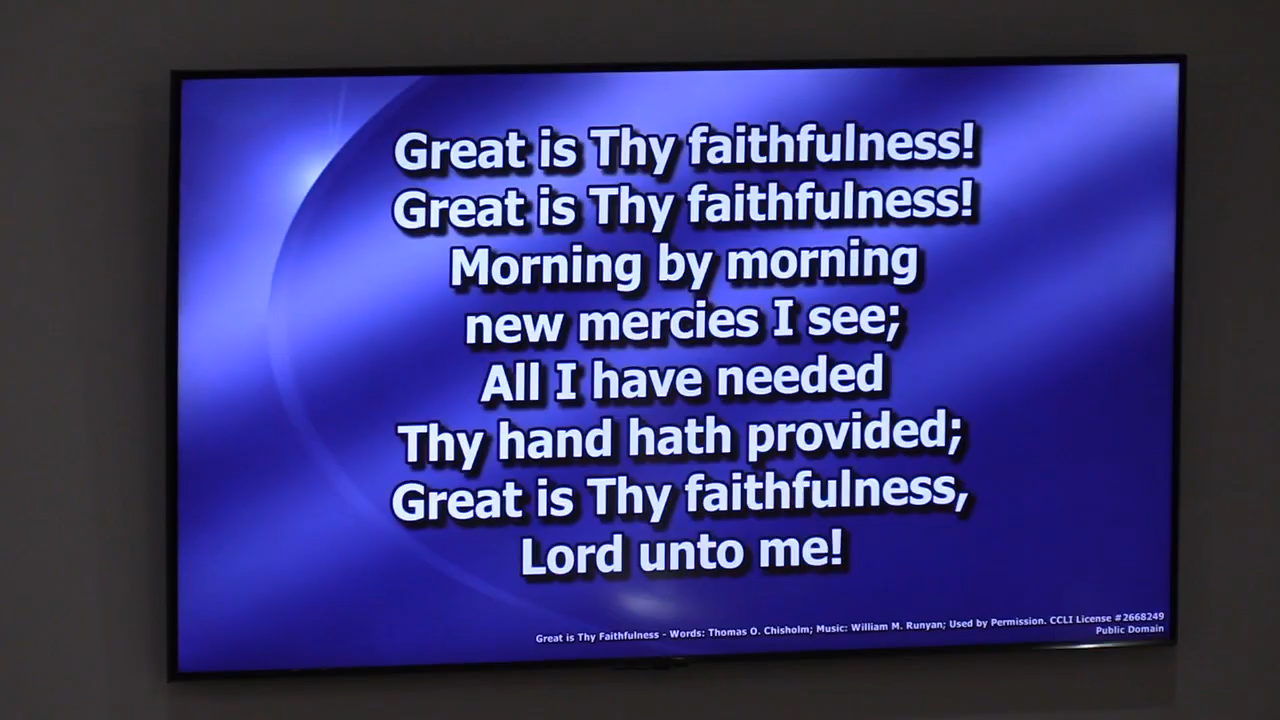 Great is Thy faithfulness!
Great is Thy faithfulness!
Morning by morning
new mercies I see;
All I have needed
Thy hand hath provided;
Great is Thy faithfulness,
Lord unto me!
Great is Thy Faithfulness - Words: Thomas O. Chisholm; Music: William M. Runyan; Used by Permission. CCLI License #2668249
Public Domain